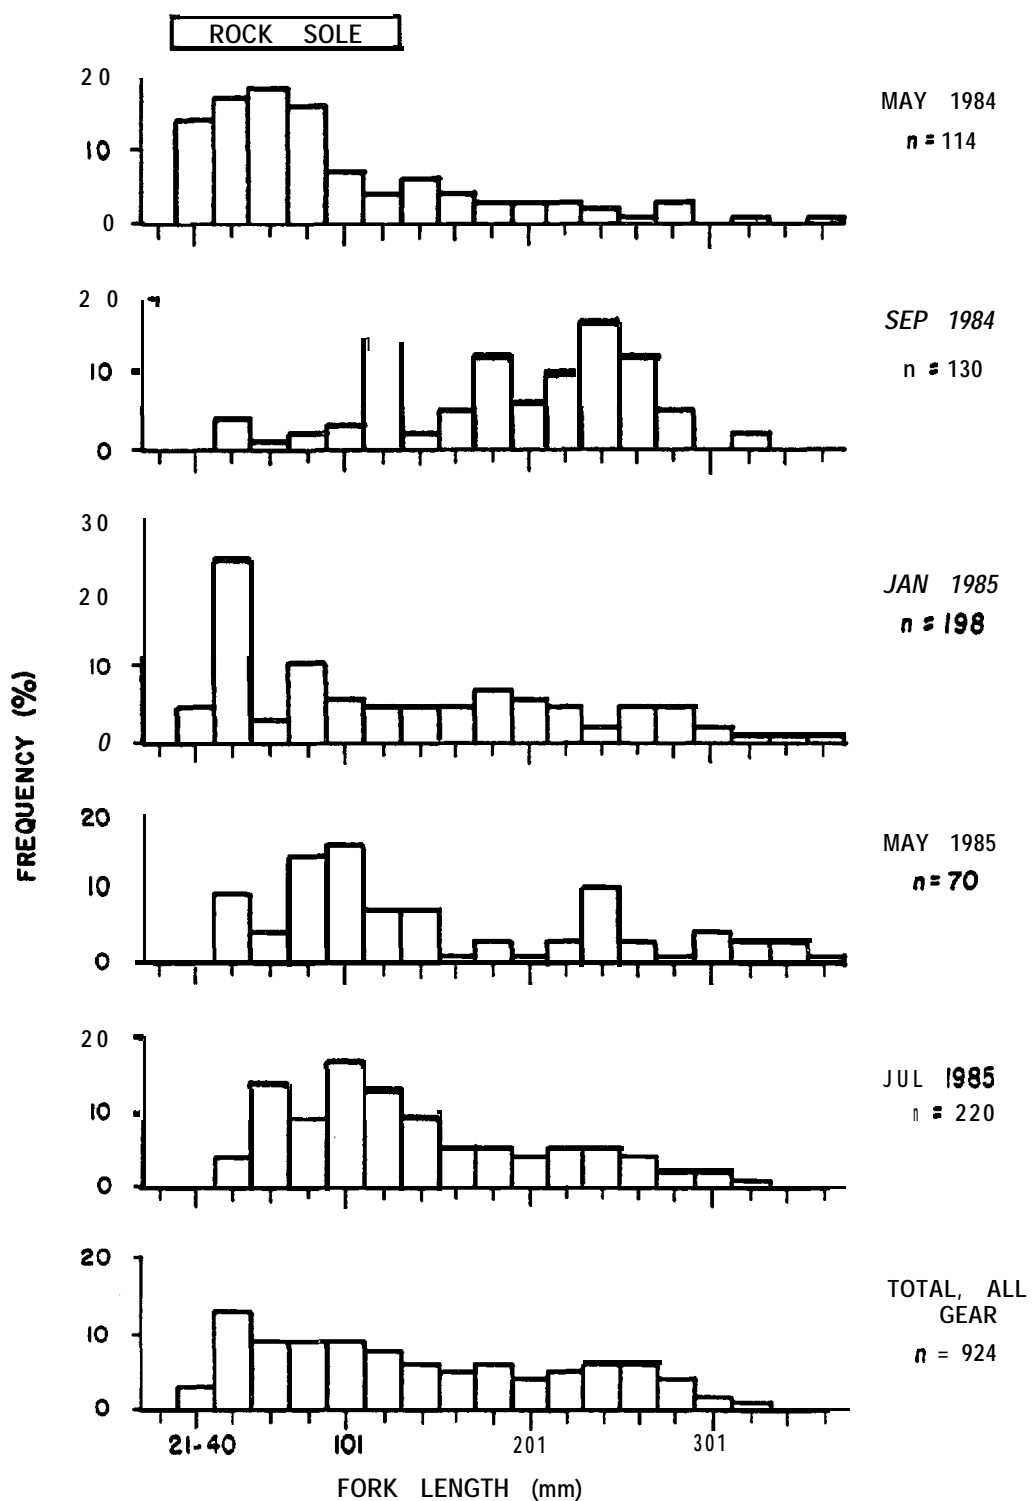 ROCK SOLE
20
10
0
MAY 1984
n = 114
20
10
0
SEP 1984
n = 130
30
20
10
0
JAN 1985
n = 198
20
10
0
MAY 1985
n = 70
20
10
0
JUL 1985
n = 220
20
10
0
TOTAL, ALL
GEAR
n = 924
FREQUENCY (%)
21-40 101 201 301
FORK LENGTH (mm)